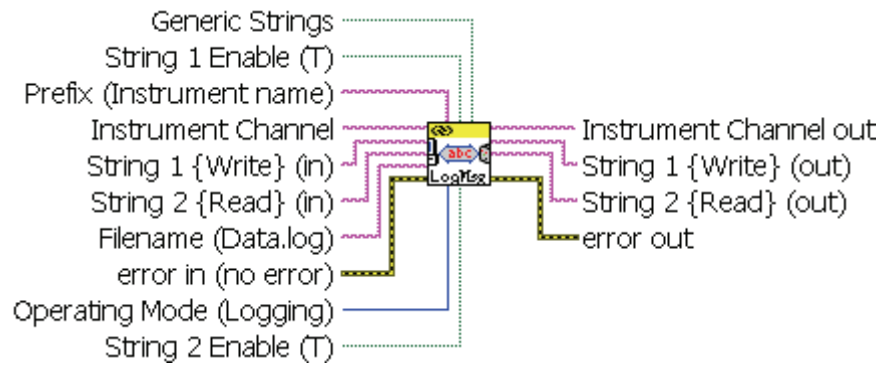 Generic Strings
String 1 Enable (T)
Prefix (Instrument name)
Instrument Channel
String 1 {Write} (in)
String 2 {Read} (in)
Filename (Data.log)
error in (no error)
Operating Mode (Logging)
String 2 Enable (T)
abc
LogMsg
Instrument Channel out
String 1 {Write} (out)
String 2 {Read} (out)
error out